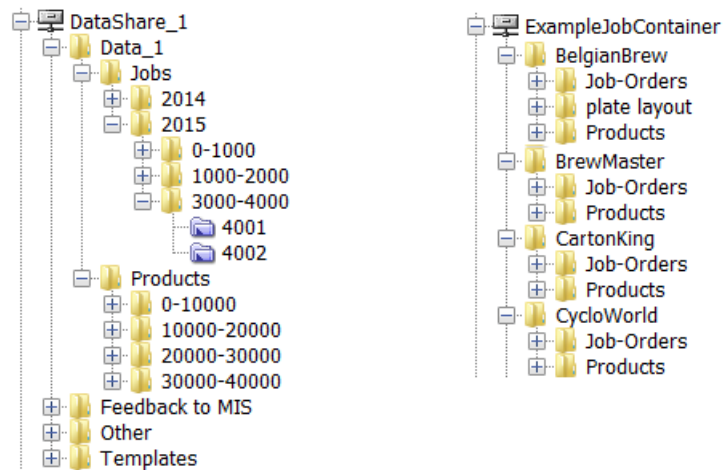 DataShare_1
Data_1
Jobs
2014
2015
0-1000
1000-2000
3000-4000
4001
4002
Products
0-10000
10000-20000
20000-30000
30000-40000
Feedback to MIS
Other
Templates
ExampleJobContainer
BelgianBrew
Job-Orders
plate layout
Products
BrewMaster
Job-Orders
Products
CartonKing
Job-Orders
Products
CycloWorld
Job-Orders
Products